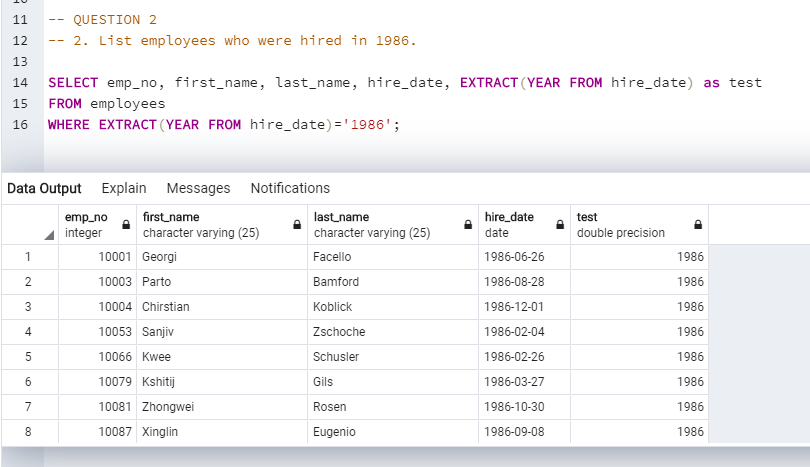 11 -- QUESTION 2
12 -- 2. List employees who were hired in 1986.
13
14 SELECT emp_no, first_name, last_name, hire_date, EXTRACT(YEAR FROM hire_date) as test
15 FROM employees
16 WHERE EXTRACT(YEAR FROM hire_date)='1986';
Data Output Explain Messages Notifications
emp_no first_name last_name hire_date test
integer character varying (25) character varying (25) date double precision
1 10001 Georgi Facello 1986-06-26 1986
2 10003 Parto Bamford 1986-08-28 1986
3 10004 Chirstian Koblick 1986-12-01 1986
4 10053 Sanjiv Zschoche 1986-02-04 1986
5 10066 Kwee Schusler 1986-02-26 1986
6 10079 Kshitij Gils 1986-03-27 1986
7 10081 Zhongwei Rosen 1986-10-30 1986
8 10087 Xinglin Eugenio 1986-09-08 1986